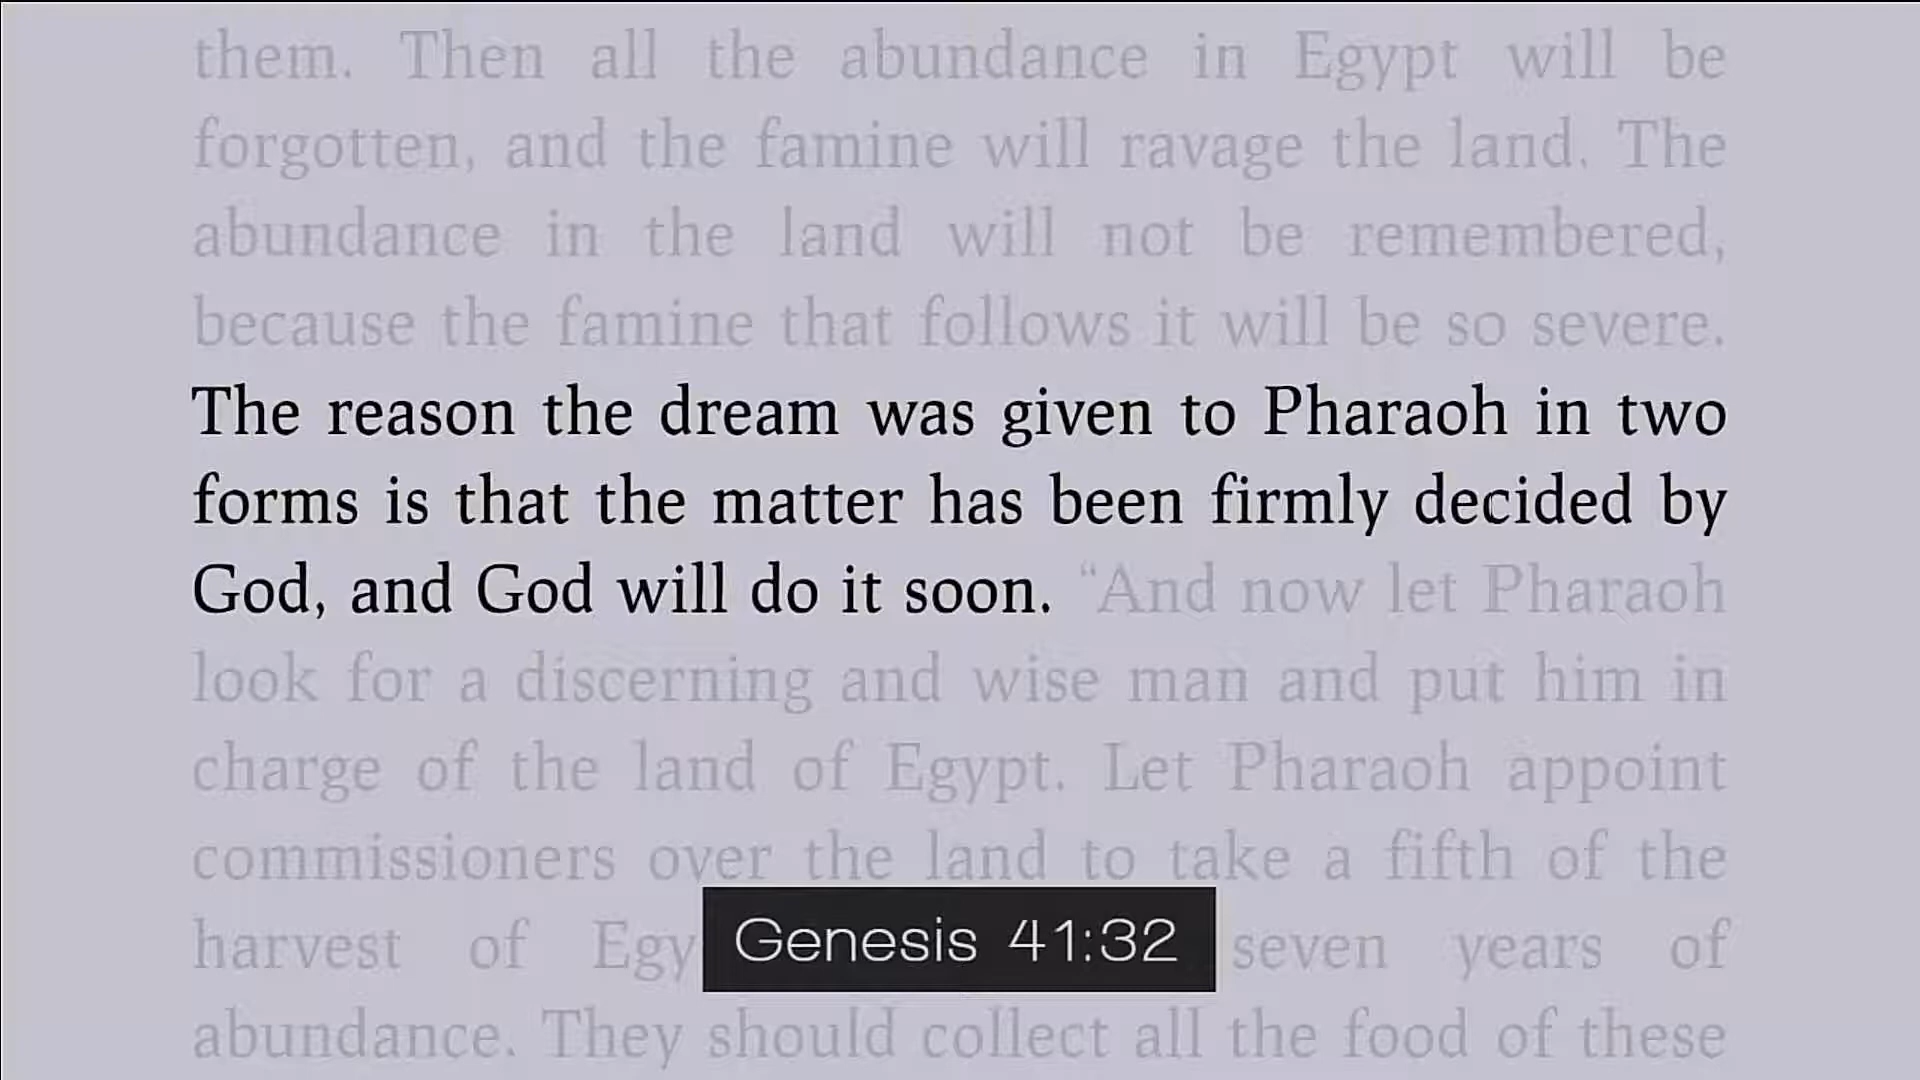 them. Then all the abundance in Egypt will be
forgotten, and the famine will ravage the land. The
abundance in the land will not be remembered,
because the famine that follows it will be so severe.
The reason the dream was given to Pharaoh in two
forms is that the matter has been firmly decided by
God, and God will do it soon. “And now let Pharaoh
look for a discerning and wise man and put him in
charge of the land of Egypt. Let Pharaoh appoint
commissioners over the land to take a fifth of the
harvest of Egy seven years of
Genesis 41:32
abundance. They should collect all the food of these